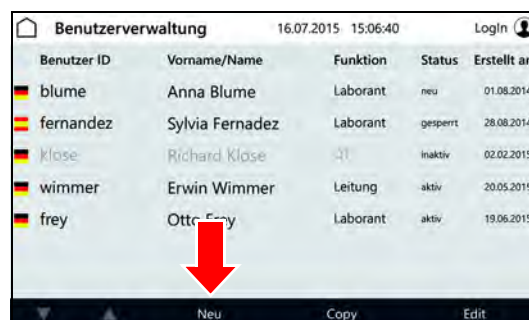 Benutzerverwaltung 16.07.2015 15:06:40 LogIn
Benutzer ID Vorname/Name Funktion Status Erstellt an
blume Anna Blume Laborant neu 01.08.2014
fernandez Sylvia Fernadez Laborant gesperrt 28.08.2014
klose Richard Klose inaktiv 02.02.2015
wimmer Erwin Wimmer Leitung aktiv 20.05.2015
frey Otto Frey Laborant aktiv 19.06.2015
Neu Copy Edit